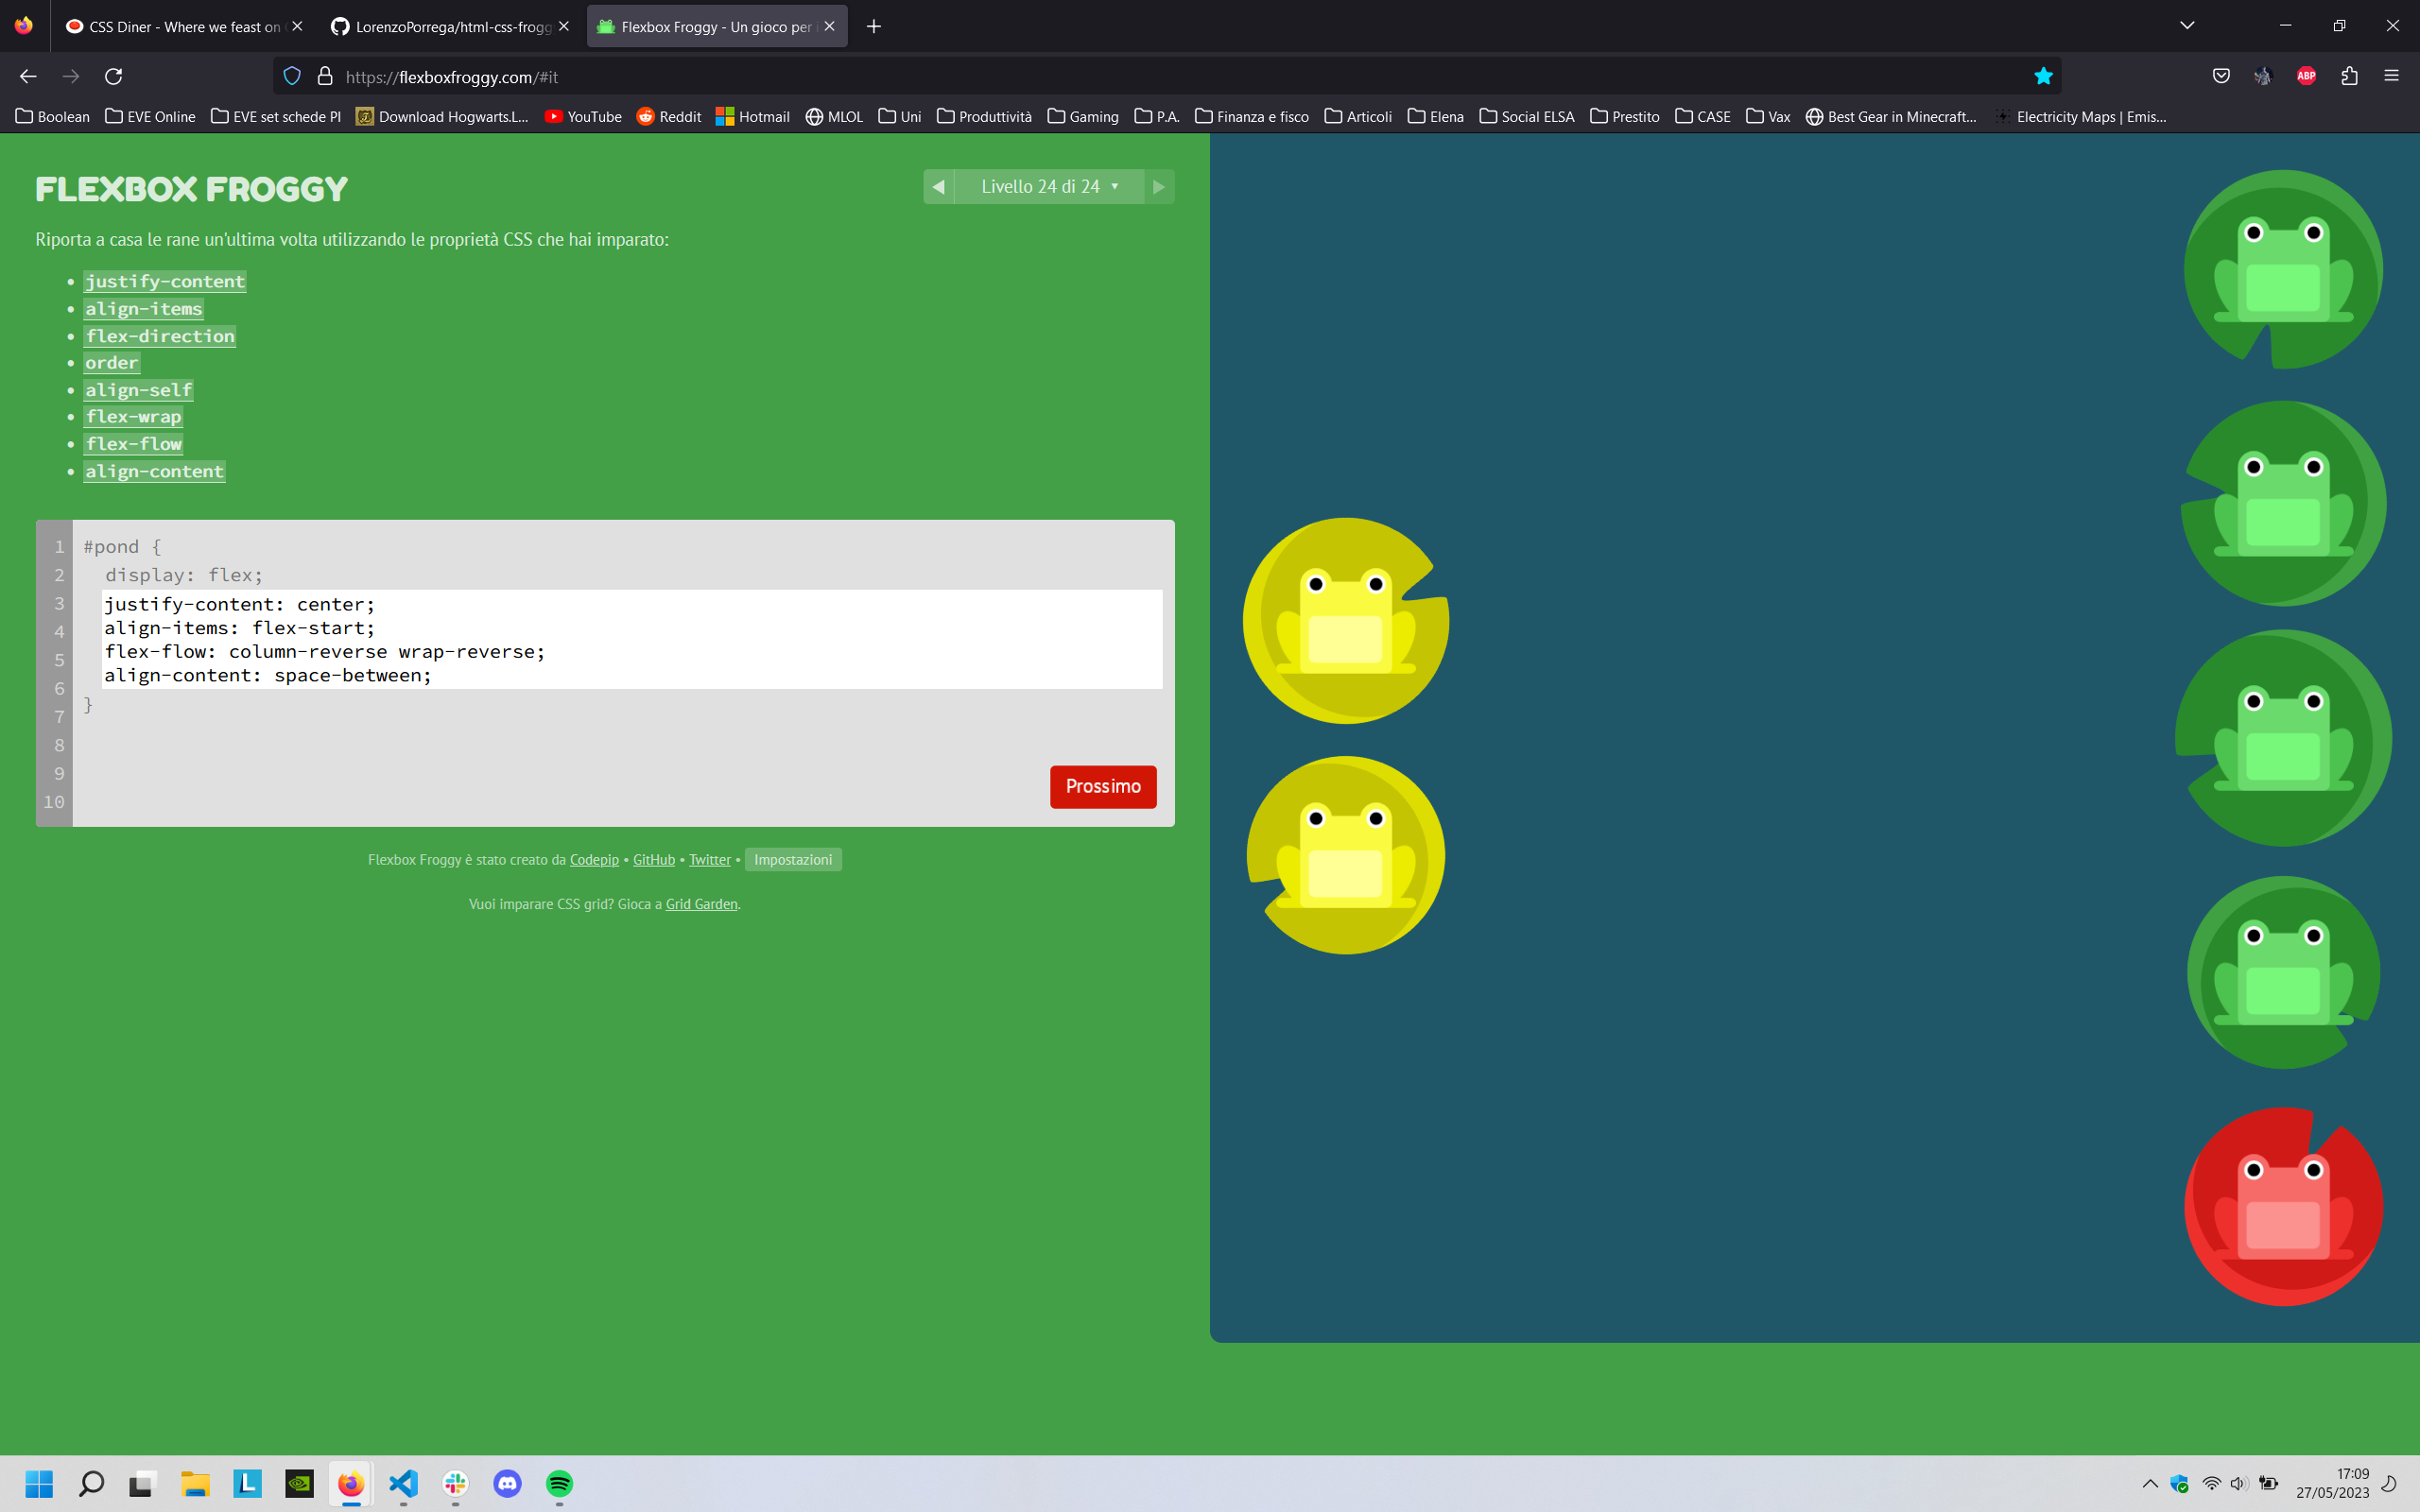 CSS Diner - Where we feast on
LorenzoPorrega/html-css-frogg
Flexbox Froggy - Un gioco per i
https://flexboxfroggy.com/#it
ABP
Boolean EVE Online EVE set schede PI Download Hogwarts.L... YouTube Reddit Hotmail MLOL Uni Produttività Gaming P.A. Finanza e fisco Articoli Elena Social ELSA Prestito CASE Vax Best Gear in Minecraft... Electricity Maps | Emis...
FLEXBOX FROGGY
Livello 24 di 24
Riporta a casa le rane un'ultima volta utilizzando le proprietà CSS che hai imparato:
justify-content
align-items
flex-direction
order
align-self
flex-wrap
flex-flow
align-content
1 #pond {
2 display: flex;
3 justify-content: center;
4 align-items: flex-start;
5 flex-flow: column-reverse wrap-reverse;
6 align-content: space-between;
7 }
8
9
10
Prossimo
Flexbox Froggy è stato creato da Codepip • GitHub • Twitter • Impostazioni
Vuoi imparare CSS grid? Gioca a Grid Garden.
17:09
27/05/2023